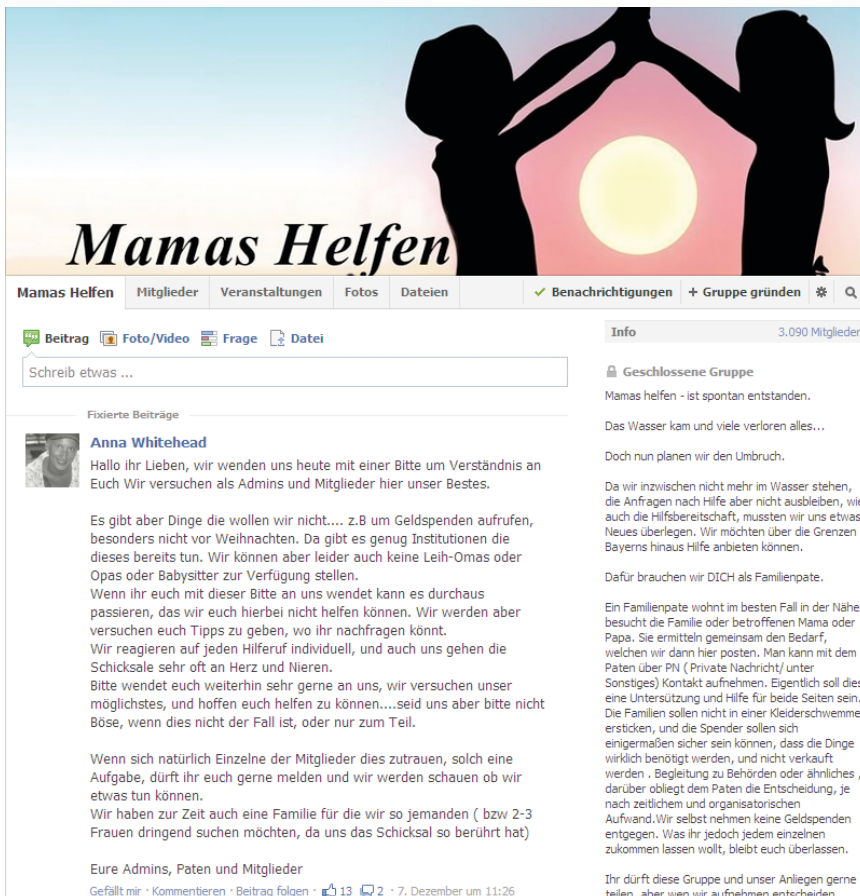 Mamas Helfen
Mamas Helfen Mitglieder Veranstaltungen Fotos Dateien Benachrichtigungen + Gruppe gründen
Beitrag Foto/Video Frage Datei
Schreib etwas ...
Fixierte Beiträge
Anna Whitehead
Hallo ihr Lieben, wir wenden uns heute mit einer Bitte um Verständnis an
Euch Wir versuchen als Admins und Mitglieder hier unser Bestes.
Es gibt aber Dinge die wollen wir nicht.... z.B um Geldspenden aufrufen,
besonders nicht vor Weihnachten. Da gibt es genug Institutionen die
dieses bereits tun. Wir können aber leider auch keine Leih-Omas oder
Opas oder Babysitter zur Verfügung stellen.
Wenn ihr euch mit dieser Bitte an uns wendet kann es durchaus
passieren, das wir euch hierbei nicht helfen können. Wir werden aber
versuchen euch Tipps zu geben, wo ihr nachfragen könnt.
Wir reagieren auf jeden Hilferuf individuell, und auch uns gehen die
Schicksale sehr oft an Herz und Nieren.
Bitte wendet euch weiterhin sehr gerne an uns, wir versuchen unser
möglichstes, und hoffen euch helfen zu können....seid uns aber bitte nicht
Böse, wenn dies nicht der Fall ist, oder nur zum Teil.
Wenn sich natürlich Einzelne der Mitglieder dies zutrauen, solch eine
Aufgabe, dürft ihr euch gerne melden und wir werden schauen ob wir
etwas tun können.
Wir haben zur Zeit auch eine Familie für die wir so jemanden ( bzw 2-3
Frauen dringend suchen möchten, da uns das Schicksal so berührt hat)
Eure Admins, Paten und Mitglieder
Gefällt mir · Kommentieren · Beitrag folgen · 13 2 · 7. Dezember um 11:26
Info 3.090 Mitglieder
Geschlossene Gruppe
Mamas helfen - ist spontan entstanden.
Das Wasser kam und viele verloren alles...
Doch nun planen wir den Umbruch.
Da wir inzwischen nicht mehr im Wasser stehen,
die Anfragen nach Hilfe aber nicht ausbleiben, wie
auch die Hilfsbereitschaft, mussten wir uns etwas
Neues überlegen. Wir möchten über die Grenzen
Bayerns hinaus Hilfe anbieten können.
Dafür brauchen wir DICH als Familienpate.
Ein Familienpate wohnt im besten Fall in der Nähe
besucht die Familie oder betroffenen Mama oder
Papa. Sie ermitteln gemeinsam den Bedarf,
welchen wir dann hier posten. Man kann mit dem
Paten über PN ( Private Nachricht/ unter
Sonstiges) Kontakt aufnehmen. Eigentlich soll dies
eine Untersützung und Hilfe für beide Seiten sein.
Die Familien sollen nicht in einer Kleiderschwemme
ersticken, und die Spender sollen sich
einigermaßen sicher sein können, dass die Dinge
wirklich benötigt werden, und nicht verkauft
werden . Begleitung zu Behörden oder ähnliches ,
darüber obliegt dem Paten die Entscheidung, je
nach zeitlichem und organisatorischen
Aufwand.Wir selbst nehmen keine Geldspenden
entgegen. Was ihr jedoch jedem einzelnen
zukommen lassen wollt, bleibt euch überlassen.
Ihr dürft diese Gruppe und unser Anliegen gerne
teilen, aber wen wir aufnehmen entscheiden